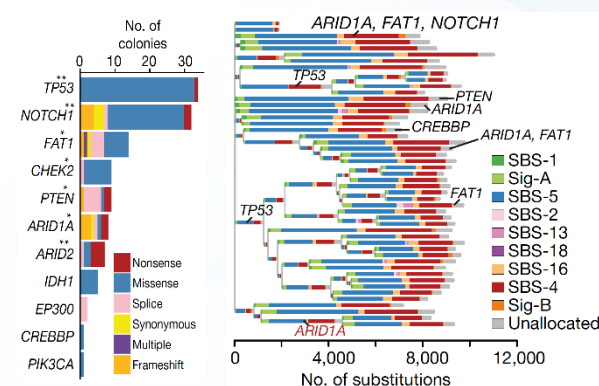 No. of
colonies
0 10 20 30
**
TP53
**
NOTCH1
*
FAT1
*
CHEK2
*
PTEN
*
ARID1A
**
ARID2
IDH1
EP300
CREBBP
PIK3CA
Nonsense
Missense
Splice
Synonymous
Multiple
Frameshift
ARID1A, FAT1, NOTCH1
TP53
PTEN
ARID1A
CREBBP
ARID1A, FAT1
FAT1
TP53
ARID1A
SBS-1
Sig-A
SBS-5
SBS-2
SBS-13
SBS-18
SBS-16
SBS-4
Sig-B
Unallocated
0 4,000 8,000 12,000
No. of substitutions